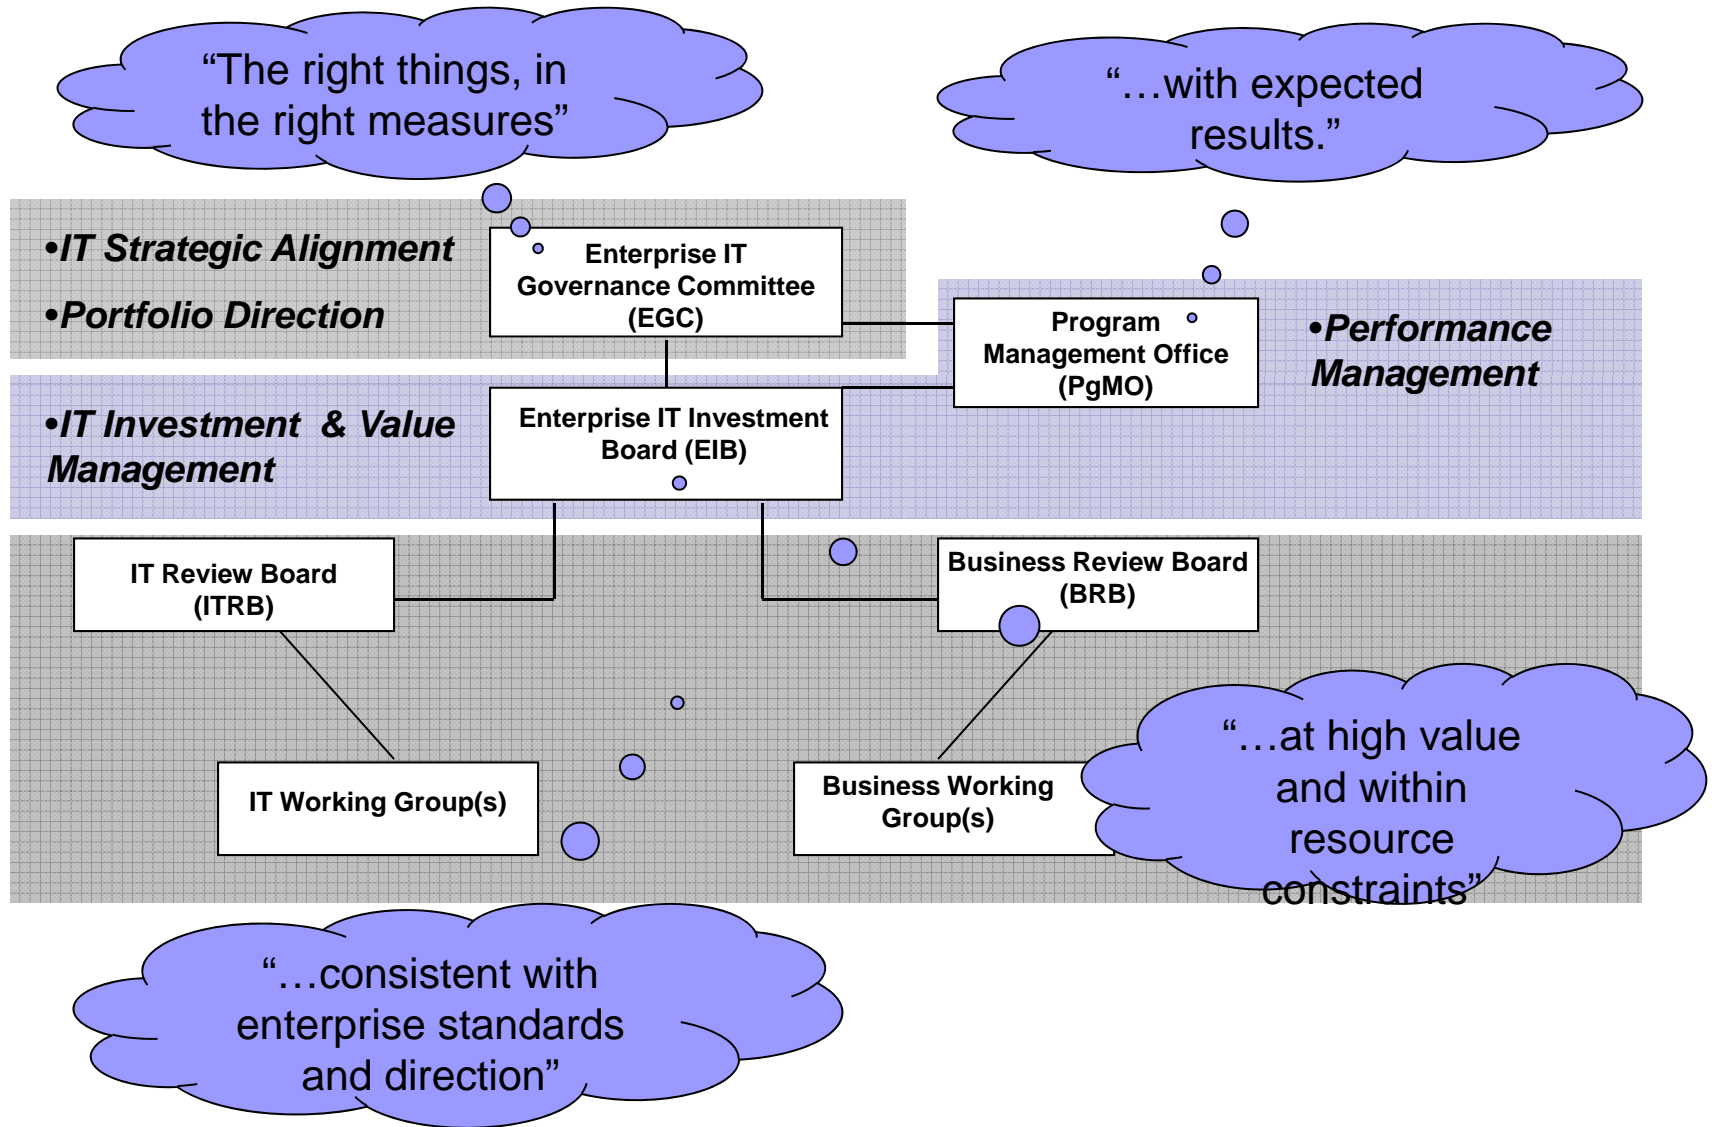 “The right things, in
the right measures”
“…with expected
results.”
•IT Strategic Alignment
•Portfolio Direction
Enterprise IT
Governance Committee
(EGC)
Program
Management Office
(PgMO)
•Performance
Management
•IT Investment & Value
Management
Enterprise IT Investment
Board (EIB)
IT Review Board
(ITRB)
Business Review Board
(BRB)
IT Working Group(s)
Business Working
Group(s)
“…at high value
and within
resource
constraints”
“…consistent with
enterprise standards
and direction”